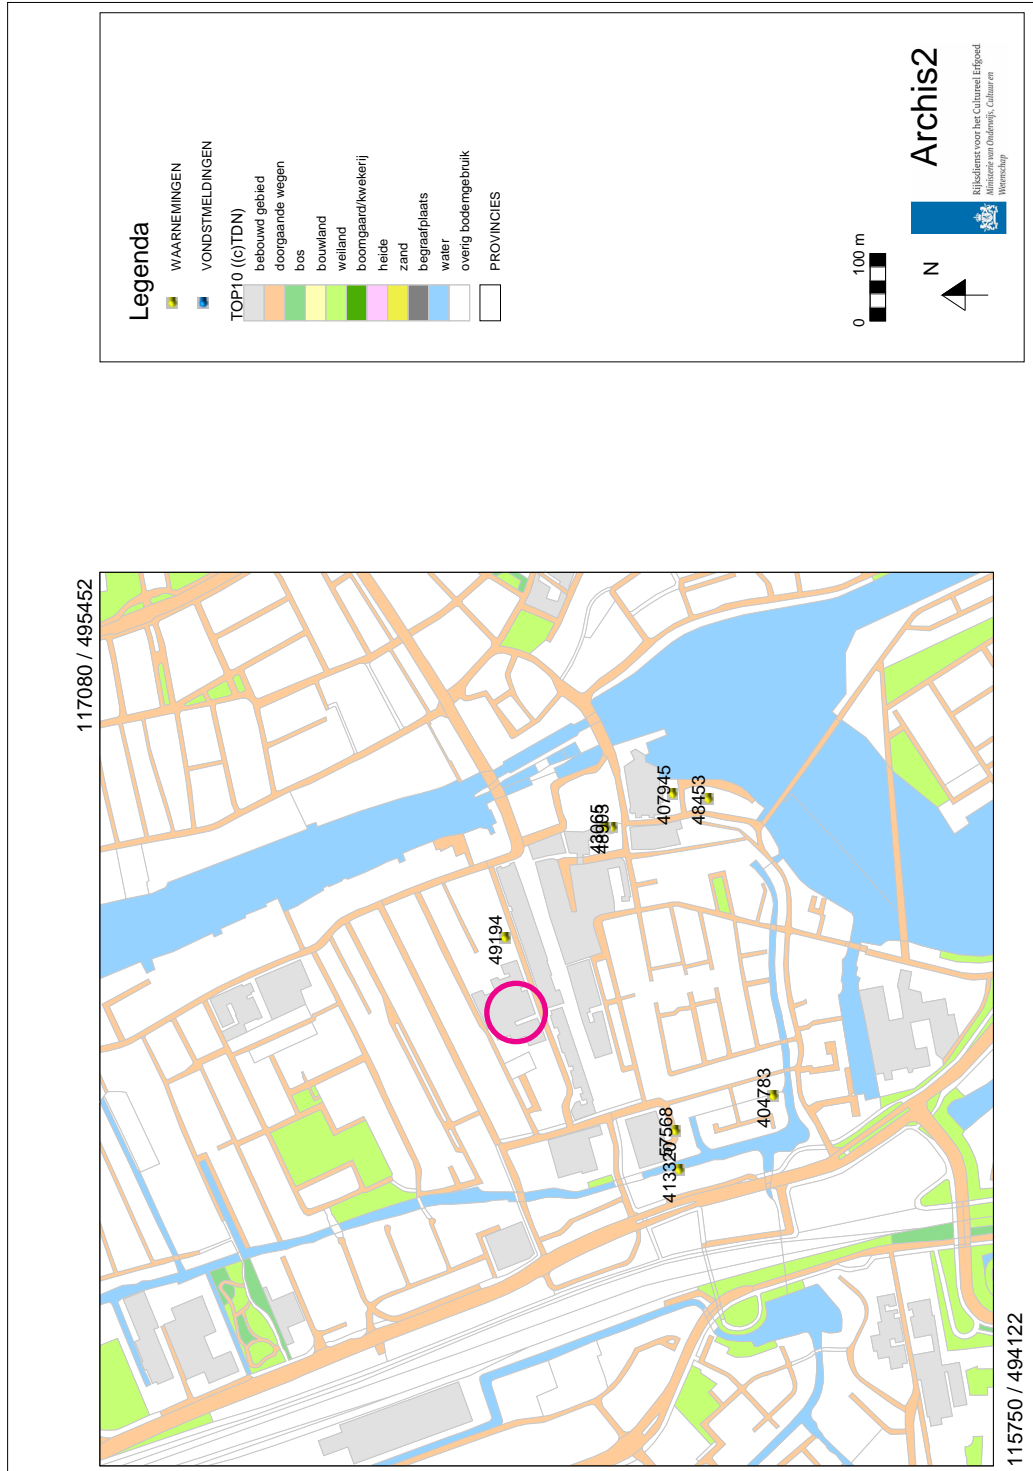 Legenda
WAARNEMINGEN
VONDSTMELDINGEN
TOP10 ((c)TDN)
bebouwd gebied
doorgaande wegen
bos
bouwland
weiland
boomgaard/kwekerij
heide
zand
begraafplaats
water
overig bodemgebruik
PROVINCIES
0 100 m
N
Archis2
Rijksdienst voor het Cultureel Erfgoed
Ministerie van Onderwijs, Cultuur en
Wetenschap
117080 / 495452
49194
407945
48453
57568
413320
404783
115750 / 494122